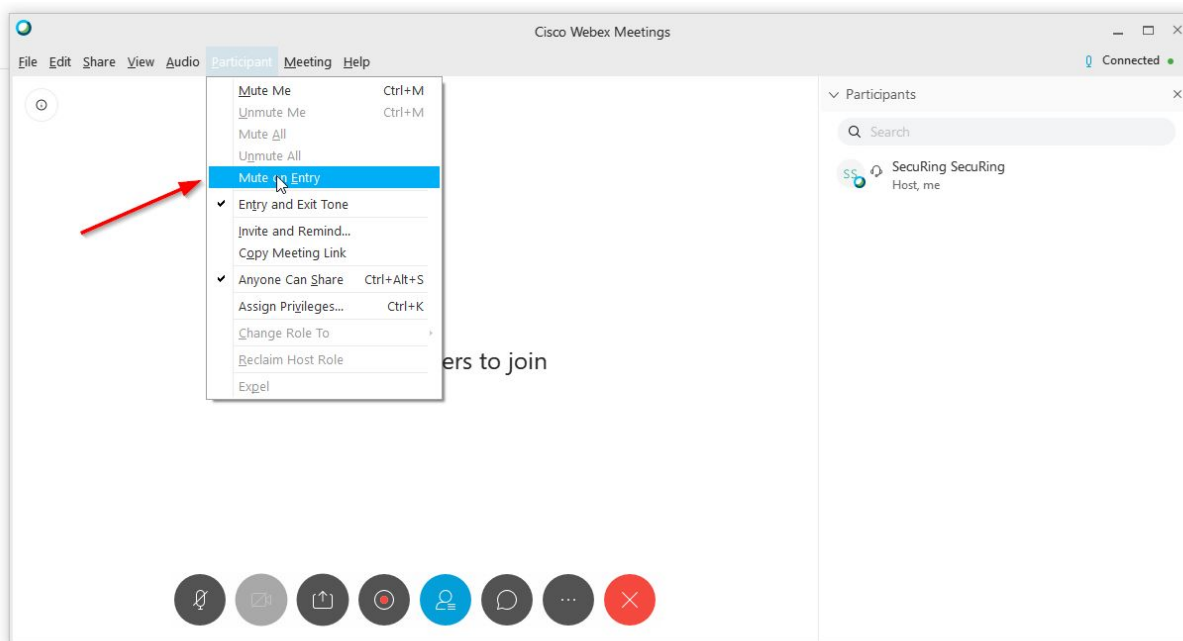 Cisco Webex Meetings
File Edit Share View Audio Participant Meeting Help
Connected
Mute Me Ctrl+M
Unmute Me Ctrl+M
Mute All
Unmute All
Mute on Entry
Entry and Exit Tone
Invite and Remind...
Copy Meeting Link
Anyone Can Share Ctrl+Alt+S
Assign Privileges... Ctrl+K
Change Role To
Reclaim Host Role
Expel
ers to join
Participants
Search
SS
SecuRing SecuRing
Host, me